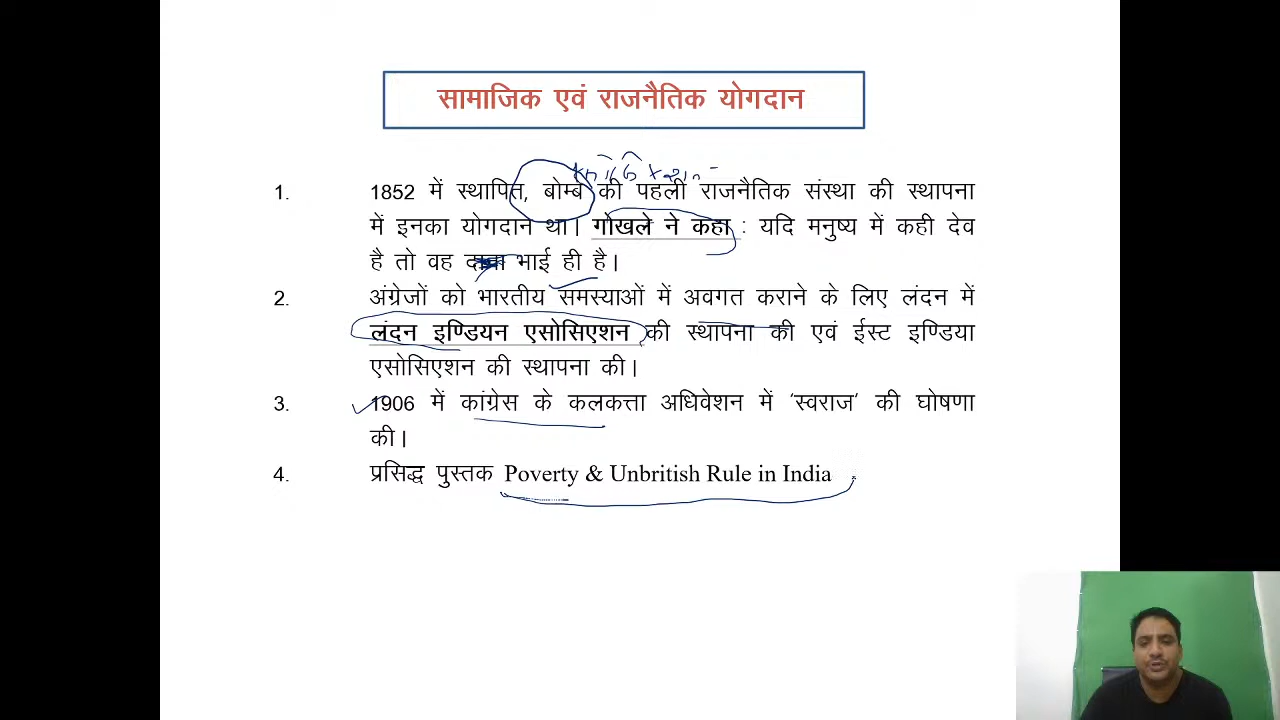 सामाजिक एवं राजनैतिक योगदान
1. 1852 में स्थापित, बोम्बे की पहली राजनैतिक संस्था की स्थापना
में इनका योगदान था। गोखले ने कहा : यदि मनुष्य में कही देव
है तो वह दादा भाई ही है।
2. अंग्रेजों को भारतीय समस्याओं में अवगत कराने के लिए लंदन में
लंदन इण्डियन एसोसिएशन की स्थापना की एवं ईस्ट इण्डिया
एसोसिएशन की स्थापना की।
3. 1906 में कांग्रेस के कलकत्ता अधिवेशन में ‘स्वराज’ की घोषणा
की।
4. प्रसिद्ध पुस्तक Poverty & Unbritish Rule in India